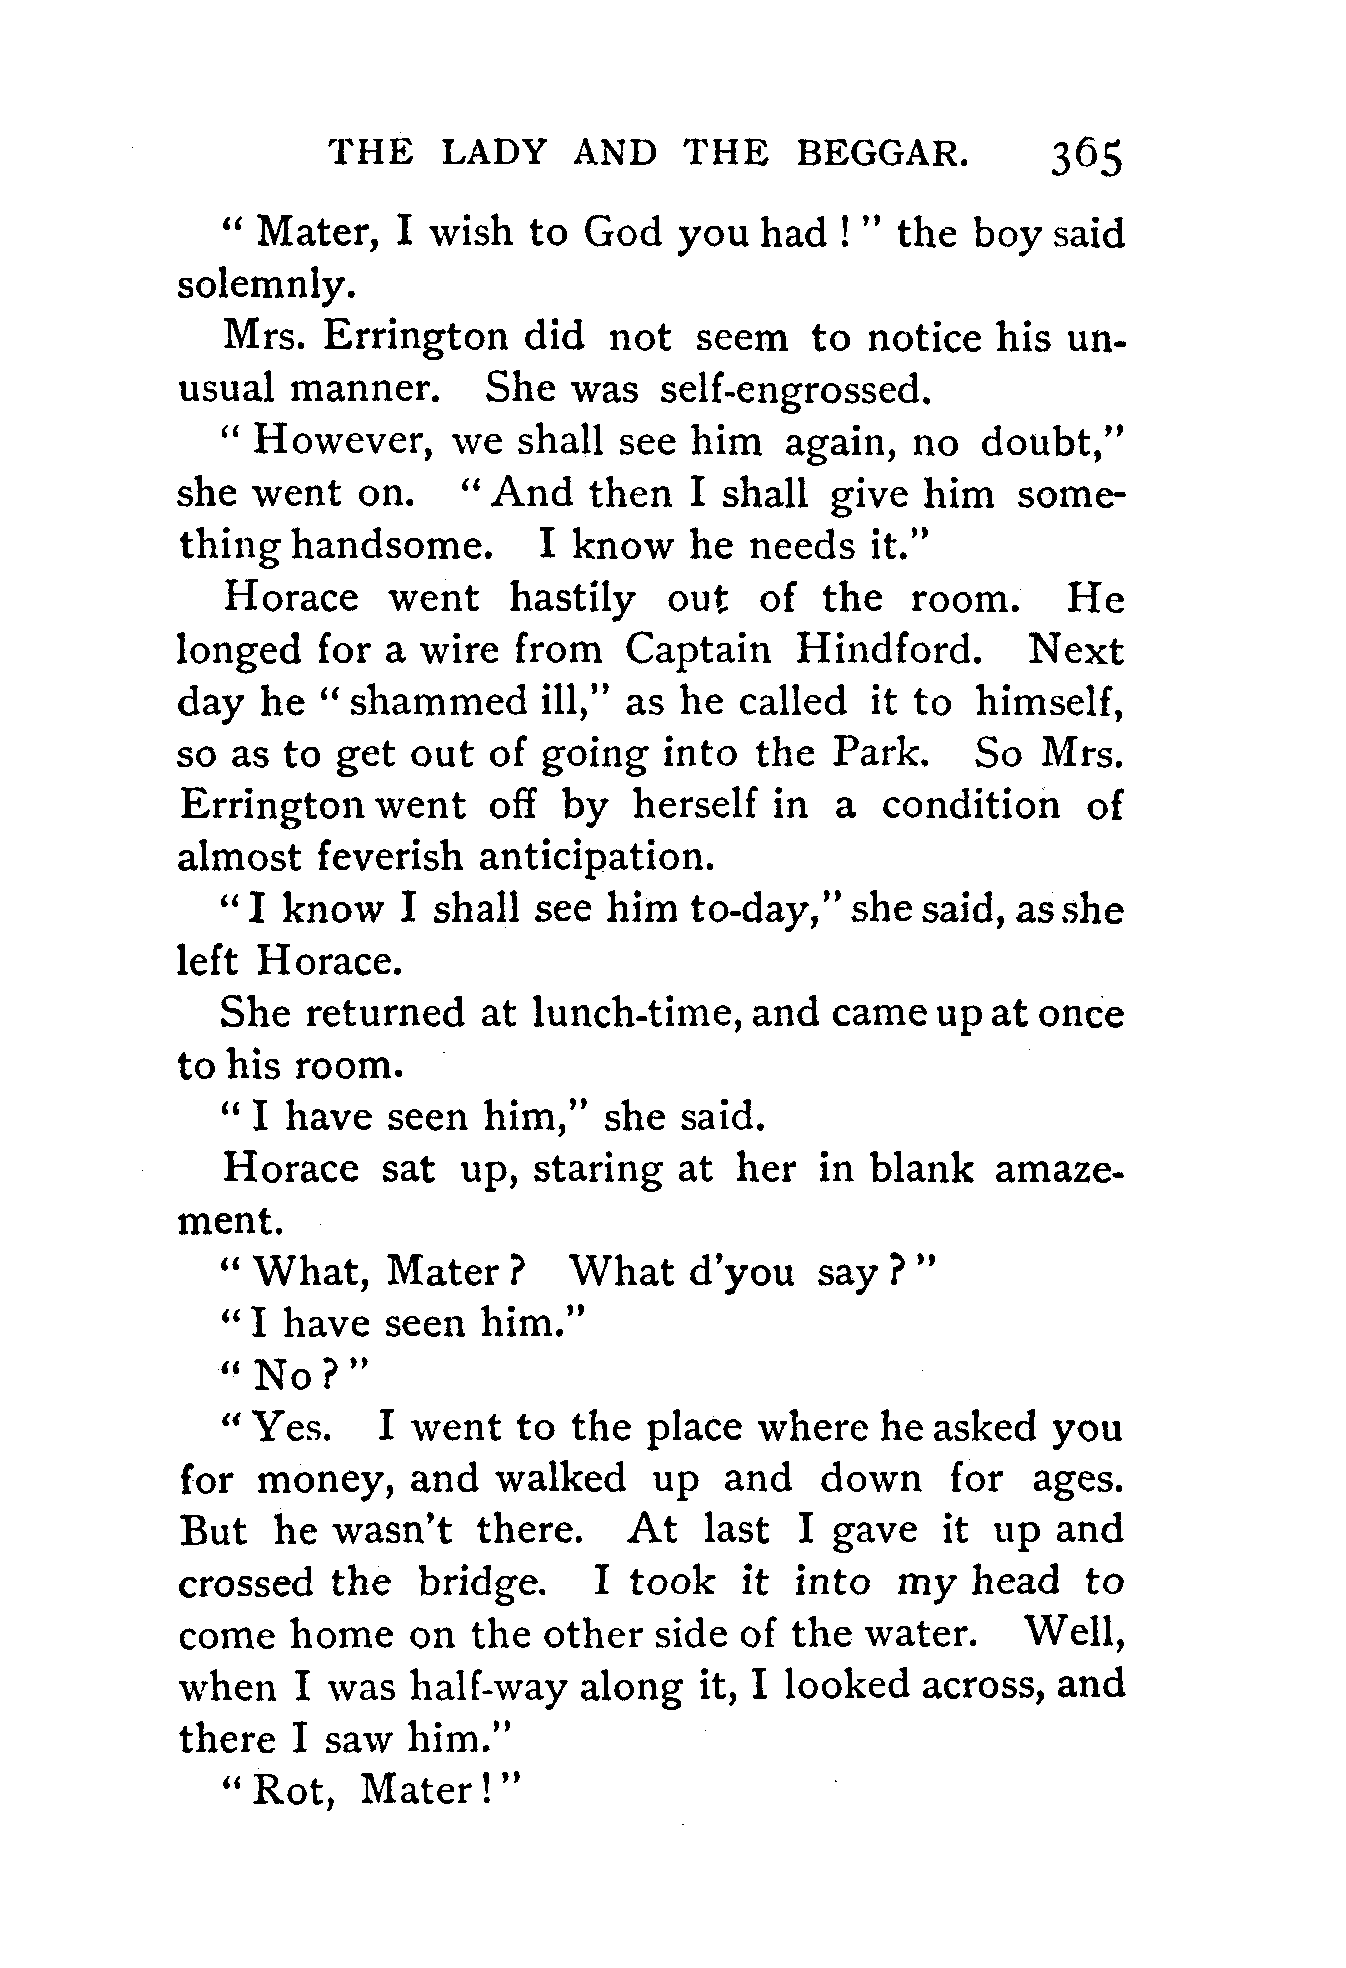 THE LADY AND THE BEGGAR. 365
“ Mater, I wish to God you had ! ” the boy said
solemnly.
Mrs. Errington did not seem to notice his un-
usual manner. She was self-engrossed.
“ However, we shall see him again, no doubt,”
she went on. “ And then I shall give him some-
thing handsome. I know he needs it.”
Horace went hastily out of the room. He
longed for a wire from Captain Hindford. Next
day he “ shammed ill,” as he called it to himself,
so as to get out of going into the Park. So Mrs.
Errington went off by herself in a condition of
almost feverish anticipation.
“ I know I shall see him to-day,” she said, as she
left Horace.
She returned at lunch-time, and came up at once
to his room.
“ I have seen him,” she said.
Horace sat up, staring at her in blank amaze-
ment.
“ What, Mater ? What d’you say ? ”
“ I have seen him.”
“ No ? ”
“ Yes. I went to the place where he asked you
for money, and walked up and down for ages.
But he wasn’t there. At last I gave it up and
crossed the bridge. I took it into my head to
come home on the other side of the water. Well,
when I was half-way along it, I looked across, and
there I saw him.”
“ Rot, Mater ! ”